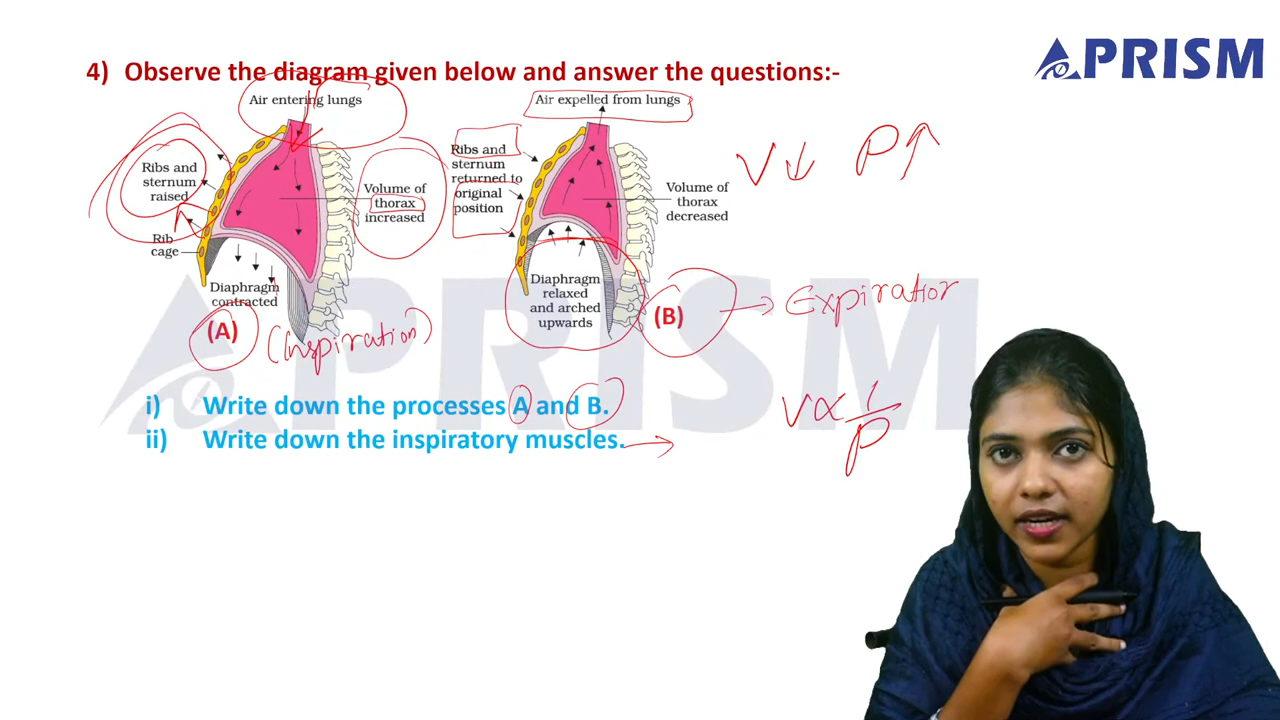 PRISM
4) Observe the diagram given below and answer the questions:-
Air entering lungs
Ribs and
sternum
raised
Rib
cage
Volume of
thorax
increased
Diaphragm
contracted
(A)
(Inspiration)
Air expelled from lungs
Ribs and
sternum
returned to
original
position
Volume of
thorax
decreased
Diaphragm
relaxed
and arched
upwards
(B)
→ Expiration
V↓ P↑
V∝1/P
i) Write down the processes A and B.
ii) Write down the inspiratory muscles. →
PRISM